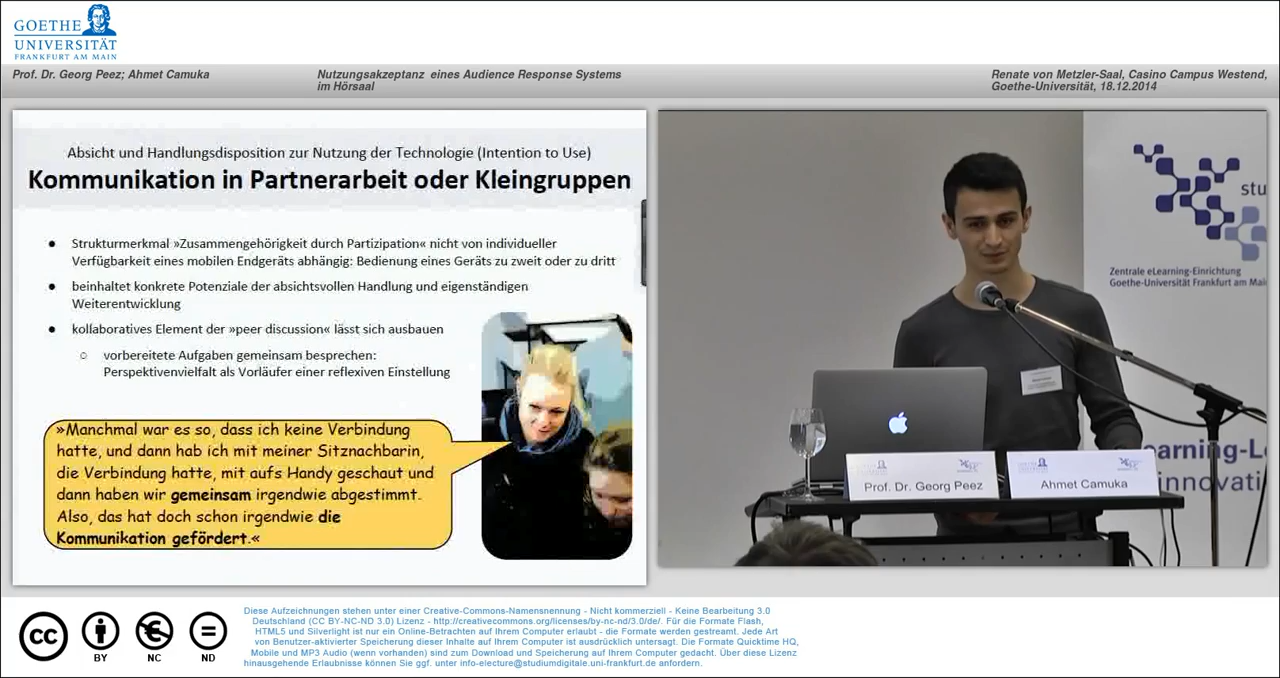 GOETHE
UNIVERSITÄT
FRANKFURT AM MAIN
Prof. Dr. Georg Peez; Ahmet Camuka
Nutzungsakzeptanz eines Audience Response Systems
im Hörsaal
Renate von Metzler-Saal, Casino Campus Westend,
Goethe-Universität, 18.12.2014
Absicht und Handlungsdisposition zur Nutzung der Technologie (Intention to Use)
Kommunikation in Partnerarbeit oder Kleingruppen
● Strukturmerkmal »Zusammengehörigkeit durch Partizipation« nicht von individueller
Verfügbarkeit eines mobilen Endgeräts abhängig: Bedienung eines Geräts zu zweit oder zu dritt
● beinhaltet konkrete Potenziale der absichtsvollen Handlung und eigenständigen
Weiterentwicklung
● kollaboratives Element der »peer discussion« lässt sich ausbauen
○ vorbereitete Aufgaben gemeinsam besprechen:
Perspektivenvielfalt als Vorläufer einer reflexiven Einstellung
»Manchmal war es so, dass ich keine Verbindung
hatte, und dann hab ich mit meiner Sitznachbarin,
die Verbindung hatte, mit aufs Handy geschaut und
dann haben wir gemeinsam irgendwie abgestimmt.
Also, das hat doch schon irgendwie die
Kommunikation gefördert.«
stu
Zentrale eLearning-Einrichtung
Goethe-Universität Frankfurt am Mai
earning-L
innovati
Prof. Dr. Georg Peez
Ahmet Camuka
cc
BY
NC
ND
Diese Aufzeichnungen stehen unter einer Creative-Commons-Namensnennung - Nicht kommerziell - Keine Bearbeitung 3.0
Deutschland (CC BY-NC-ND 3.0) Lizenz - http://creativecommons.org/licenses/by-nc-nd/3.0/de/. Für die Formate Flash,
HTML5 und Silverlight ist nur ein Online-Betrachten auf Ihrem Computer erlaubt - die Formate werden gestreamt. Jede Art
von Benutzer-aktivierter Speicherung dieser Inhalte auf Ihrem Computer ist ausdrücklich untersagt. Die Formate Quicktime HQ,
Mobile und MP3 Audio (wenn vorhanden) sind zum Download und Speicherung auf Ihrem Computer gedacht. Über diese Lizenz
hinausgehende Erlaubnisse können Sie ggf. unter info-electure@studiumdigitale.uni-frankfurt.de anfordern.